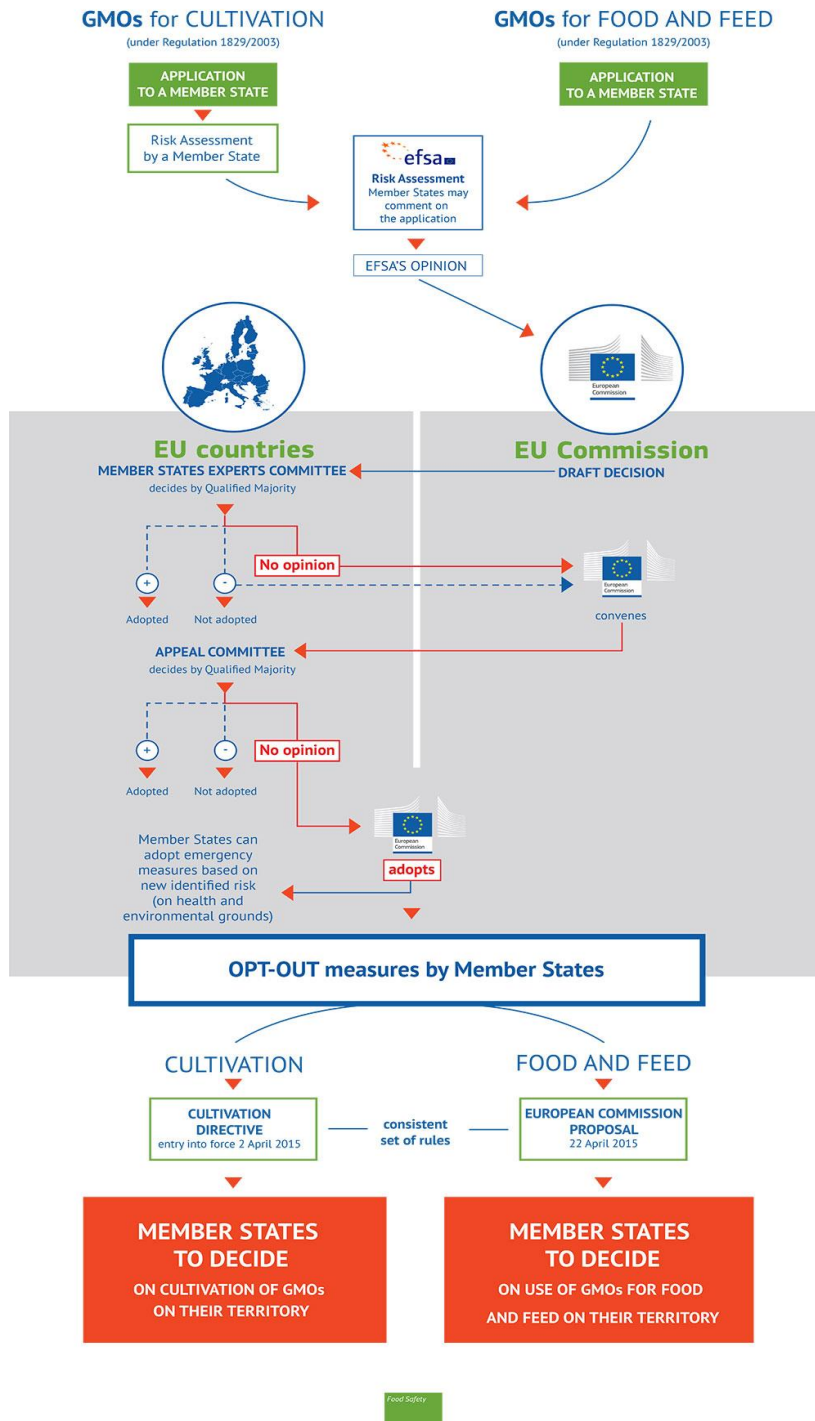 GMOs for CULTIVATION
(under Regulation 1829/2003)
APPLICATION
TO A MEMBER STATE
Risk Assessment
by a Member State
GMOs for FOOD AND FEED
(under Regulation 1829/2003)
APPLICATION
TO A MEMBER STATE
efsa
Risk Assessment
Member States may
comment on
the application
EFSA'S OPINION
European
Commission
EU countries
MEMBER STATES EXPERTS COMMITTEE
decides by Qualified Majority
EU Commission
DRAFT DECISION
No opinion
+
-
Adopted
Not adopted
European
Commission
convenes
APPEAL COMMITTEE
decides by Qualified Majority
No opinion
+
-
Adopted
Not adopted
European
Commission
adopts
Member States can
adopt emergency
measures based on
new identified risk
(on health and
environmental grounds)
OPT-OUT measures by Member States
CULTIVATION
CULTIVATION
DIRECTIVE
entry into force 2 April 2015
consistent
set of rules
FOOD AND FEED
EUROPEAN COMMISSION
PROPOSAL
22 April 2015
MEMBER STATES
TO DECIDE
ON CULTIVATION OF GMOs
ON THEIR TERRITORY
MEMBER STATES
TO DECIDE
ON USE OF GMOs FOR FOOD
AND FEED ON THEIR TERRITORY
Food Safety